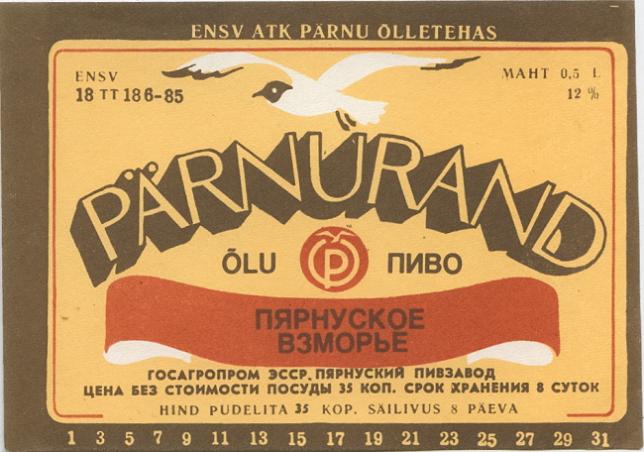 ENSV ATK PÄRNU ÕLLETEHAS
ENSV
18 TT 186-85
MAHT 0,5 L
12 %
PÄRNURAND
ÕLU P ПИВО
ПЯРНУСКОЕ
ВЗМОРЬЕ
ГОСАГРОПРОМ ЭССР. ПЯРНУСКИЙ ПИВЗАВОД
ЦЕНА БЕЗ СТОИМОСТИ ПОСУДЫ 35 КОП. СРОК ХРАНЕНИЯ 8 СУТОК
HIND PUDELITA 35 KOP. SÄILIVUS 8 PÄEVA
1 3 5 7 9 11 13 15 17 19 21 23 25 27 29 31